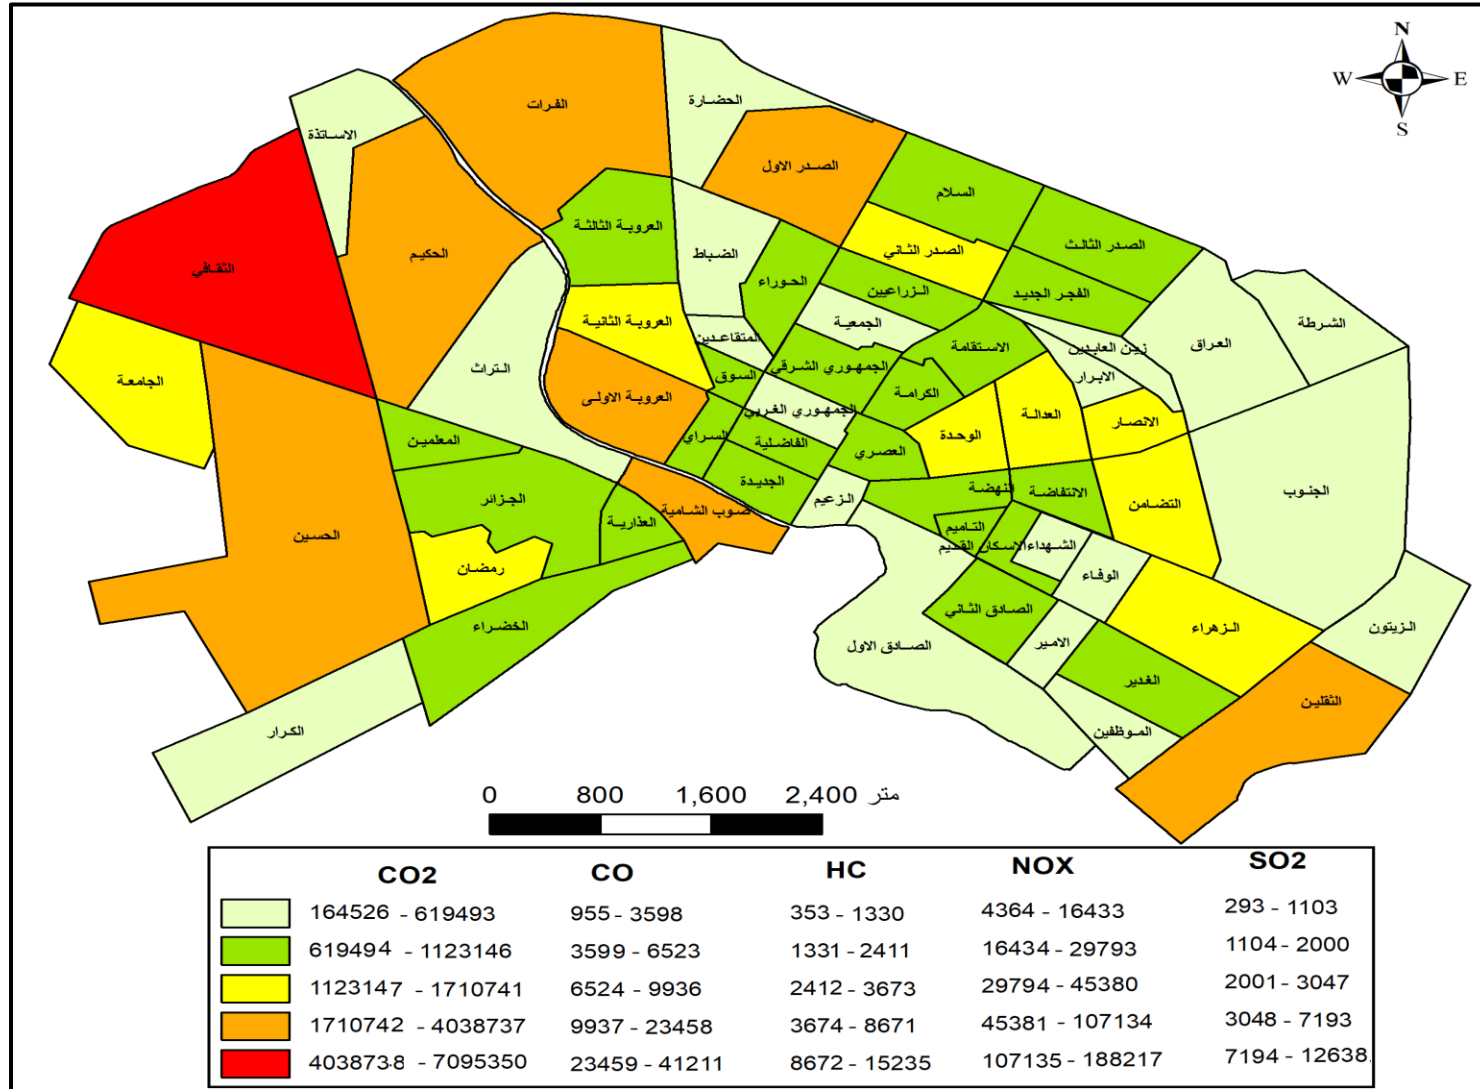 N
W E
S
الفرات
الحضارة
الاساتذة
الصدر الاول
السلام
العروبة الثالثة
الصدر الثالث
الضباط
الصدر الثاني
الحكيم
الثقافي
الحوراء
الزراعيين
الفجر الجديد
العروبة الثانية
الجمعية
الشرطة
المتقاعدين
الاستقامة
زين العابدين
العراق
التراث
السوق
الجمهوري الشرقي
الابرار
الجامعة
العروبة الاولى
الكرامة
الجمهوري الغربي
العدالة
الانصار
المعلمين
السراي
الفاضلية
العصري
الوحدة
الجديدة
النهضة
الانتفاضة
الجنوب
الجزائر
الزعيم
التضامن
صوب الشامية
العذارية
التاميم
الحسين
الاسكان القديم
الشهداء
رمضان
الوفاء
الصادق الثاني
الخضراء
الزهراء
الزيتون
الصادق الاول
الامير
الغدير
الثقلين
الكرار
الموظفين
0 800 1,600 2,400 متر
CO2 CO HC NOX SO2
164526 - 619493 955 - 3598 353 - 1330 4364 - 16433 293 - 1103
619494 - 1123146 3599 - 6523 1331 - 2411 16434 - 29793 1104 - 2000
1123147 - 1710741 6524 - 9936 2412 - 3673 29794 - 45380 2001 - 3047
1710742 - 4038737 9937 - 23458 3674 - 8671 45381 - 107134 3048 - 7193
4038738 - 7095350 23459 - 41211 8672 - 15235 107135 - 188217 7194 - 12638